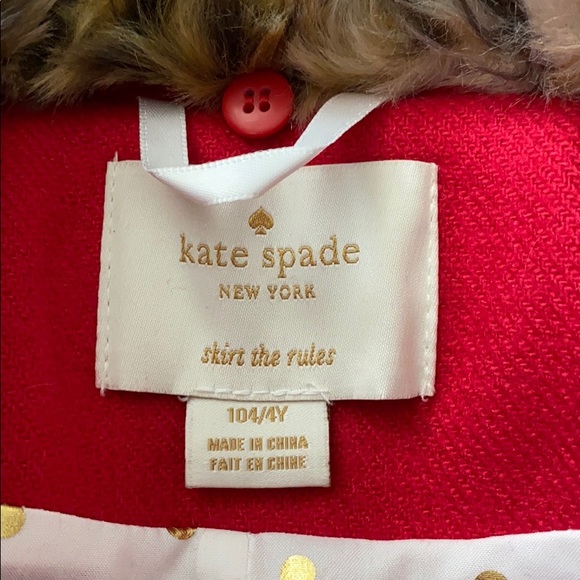 kate spade
NEW YORK
skirt the rules
104/4Y
MADE IN CHINA
FAIT EN CHINE